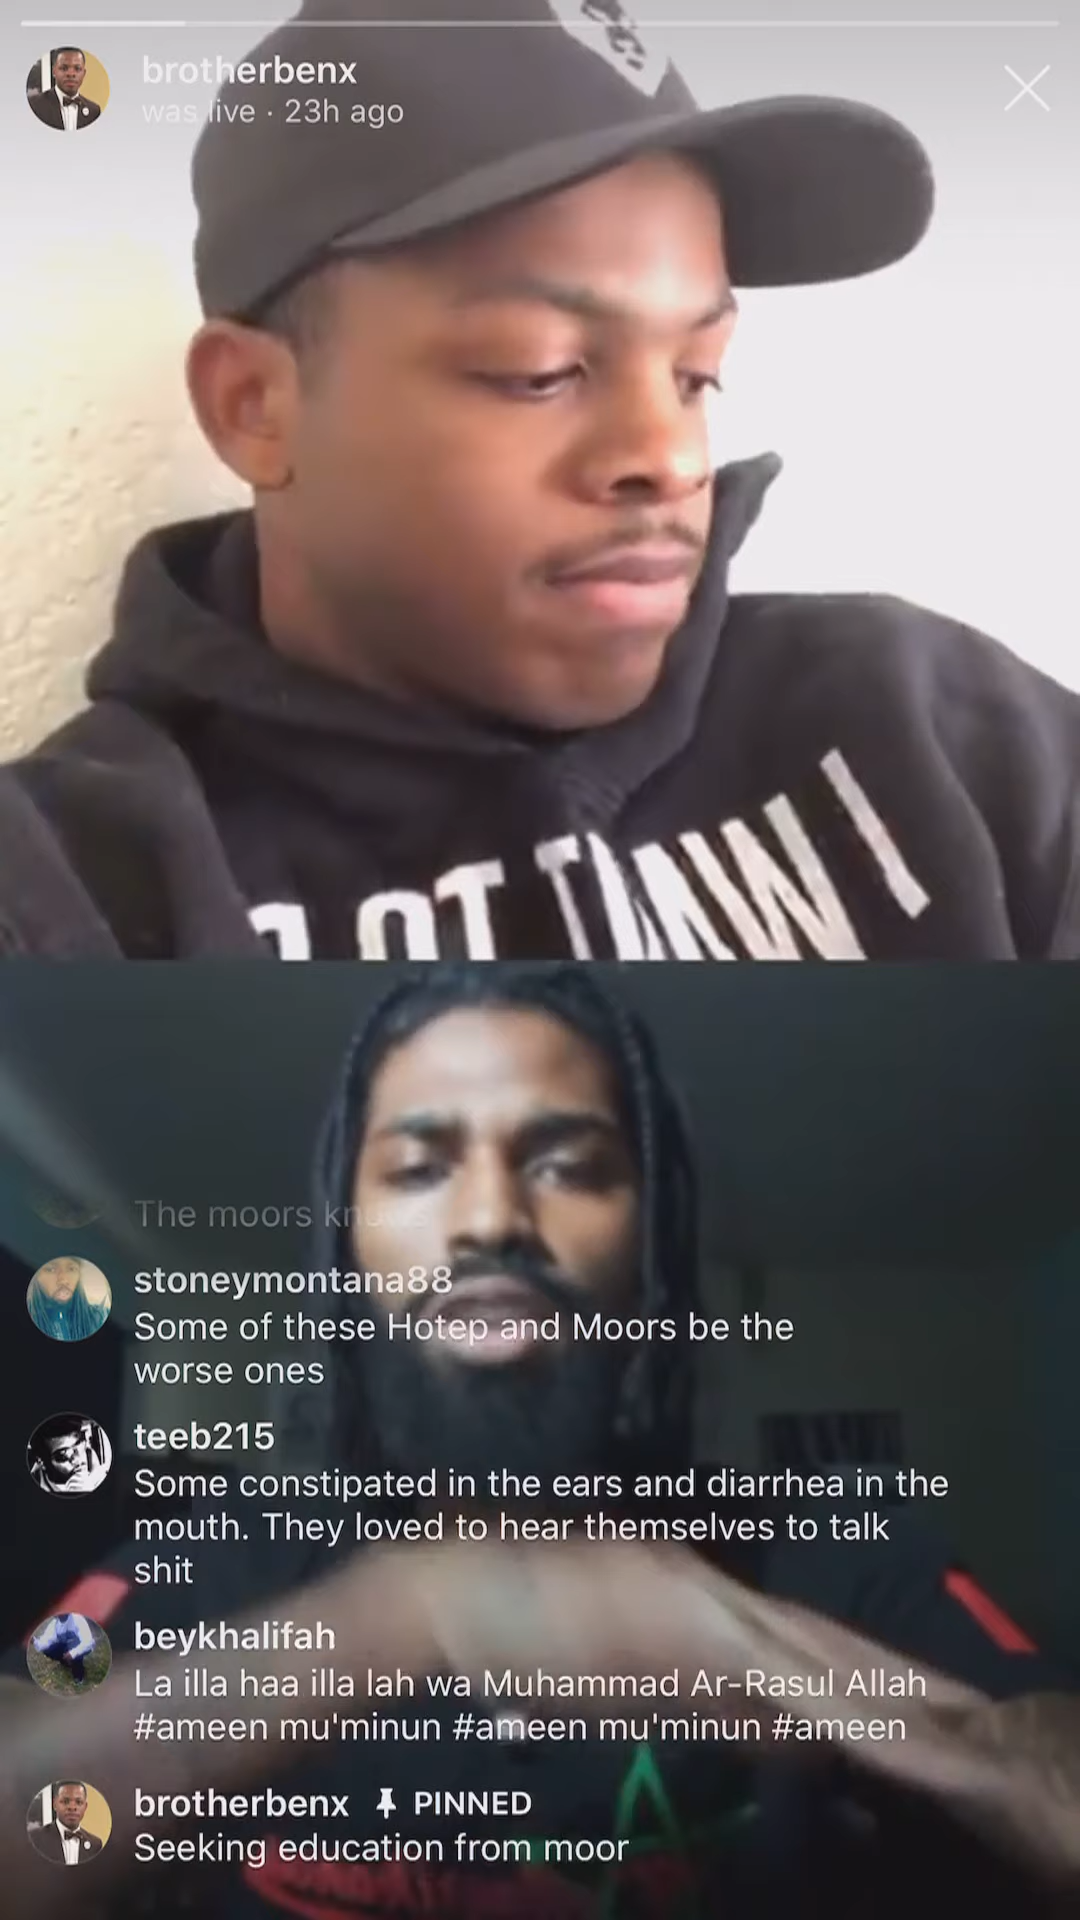 brotherbenx
was live · 23h ago
The moors
stoneymontana88
Some of these Hotep and Moors be the
worse ones
teeb215
Some constipated in the ears and diarrhea in the
mouth. They loved to hear themselves to talk
shit
beykhalifah
La illa haa illa lah wa Muhammad Ar-Rasul Allah
#ameen mu'minun #ameen mu'minun #ameen
brotherbenx PINNED
Seeking education from moor